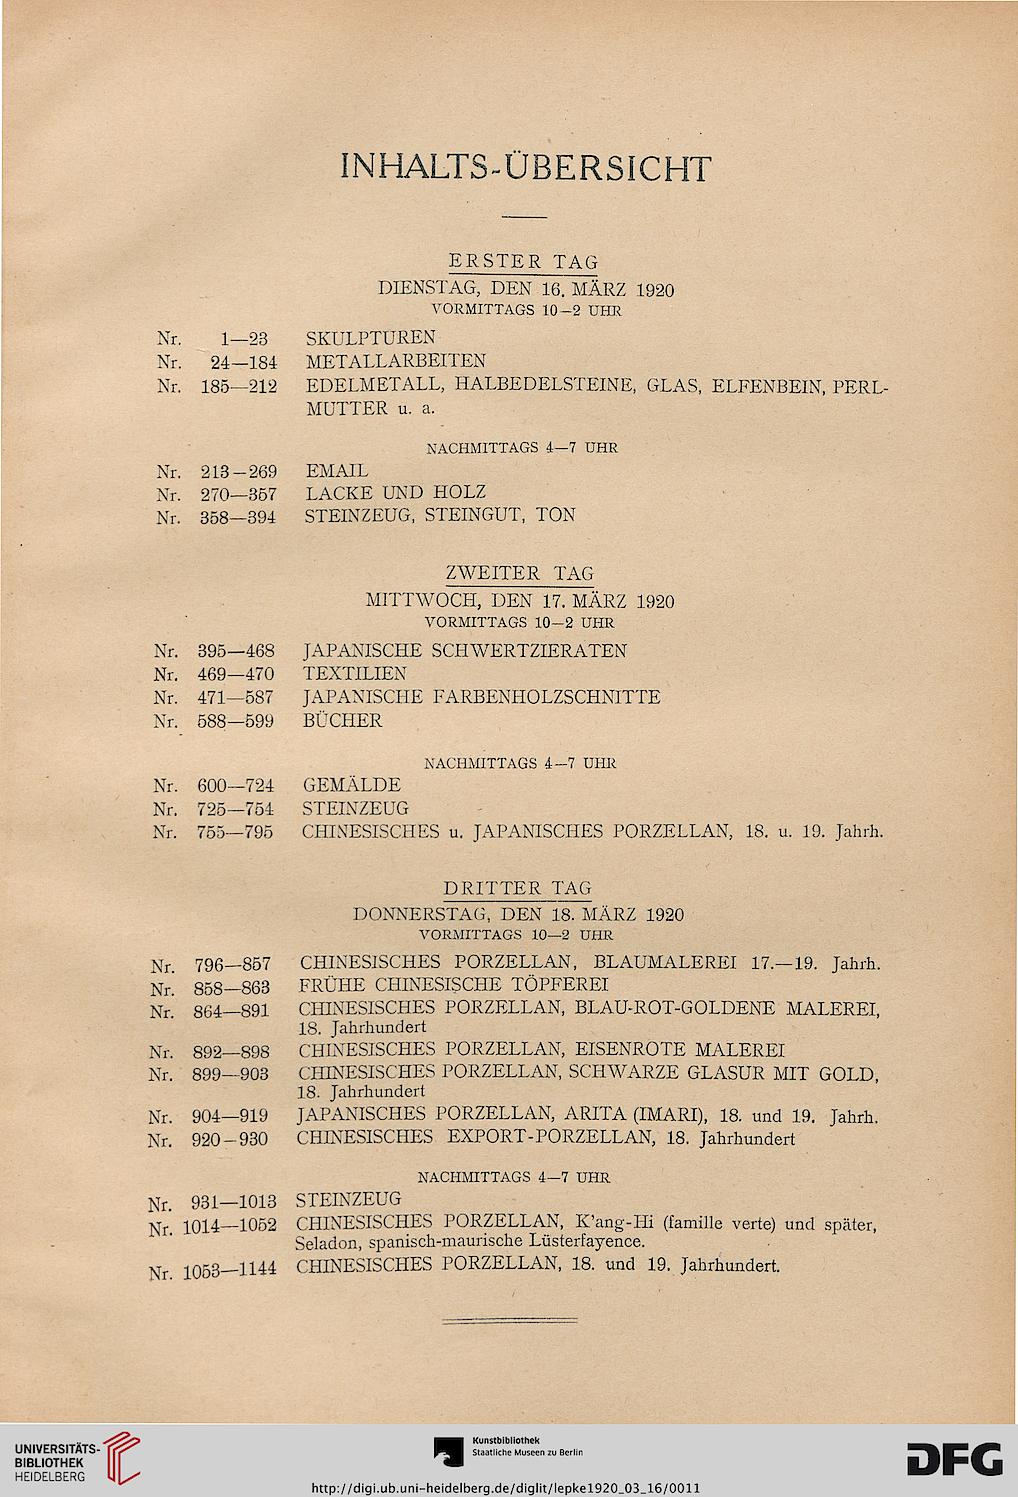 INHALTS-ÜBERSICHT
ERSTER TAG
DIENSTAG, DEN 16. MÄRZ 1920
VORMITTAGS 10—2 UHR
Nr. 1—23 SKULPTUREN
Nr. 24—184 METALLARBEITEN
Nr. 185—212 EDELMETALL, HALBEDELSTEINE, GLAS, ELFENBEIN, PERL-
MUTTER u. a.
NACHMITTAGS 4—7 UHR
Nr. 213—269 EMAIL
Nr. 270—357 LACKE UND HOLZ
Nr. 358—394 STEINZEUG, STEINGUT, TON
ZWEITER TAG
MITTWOCH, DEN 17. MÄRZ 1920
VORMITTAGS 10—2 UHR
Nr. 395—468 JAPANISCHE SCHWERTZIERATEN
Nr. 469—470 TEXTILIEN
Nr. 471—587 JAPANISCHE FARBENHOLZSCHNITTE
Nr. 588—599 BÜCHER
NACHMITTAGS 4—7 UHR
Nr. 600—724 GEMÄLDE
Nr. 725—754 STEINZEUG
Nr. 755—795 CHINESISCHES u. JAPANISCHES PORZELLAN, 18. u. 19. Jahrh.
DRITTER TAG
DONNERSTAG, DEN 18. MÄRZ 1920
VORMITTAGS 10—2 UHR
Nr. 796—857 CHINESISCHES PORZELLAN, BLAUMALEREI 17.—19. Jahrh.
Nr. 858—863 FRÜHE CHINESISCHE TÖPFEREI
Nr. 864—891 CHINESISCHES PORZELLAN, BLAU-ROT-GOLDENE MALEREI,
18. Jahrhundert
Nr. 892—898 CHINESISCHES PORZELLAN, EISENROTE MALEREI
Nr. 899—903 CHINESISCHES PORZELLAN, SCHWARZE GLASUR MIT GOLD,
18. Jahrhundert
Nr. 904—919 JAPANISCHES PORZELLAN, ARITA (IMARI), 18. und 19. Jahrh.
Nr. 920—930 CHINESISCHES EXPORT-PORZELLAN, 18. Jahrhundert
NACHMITTAGS 4—7 UHR
Nr. 931—1013 STEINZEUG
Nr. 1014—1052 CHINESISCHES PORZELLAN, K'ang-Hi (famille verte) und später,
Seladon, spanisch-maurische Lüsterfayence.
Nr. 1053—1144 CHINESISCHES PORZELLAN, 18. und 19. Jahrhundert.
UNIVERSITÄTS-
BIBLIOTHEK
HEIDELBERG
Kunstbibliothek
Staatliche Museen zu Berlin
DFG
http://digi.ub.uni-heidelberg.de/diglit/lepke1920_03_16/0011